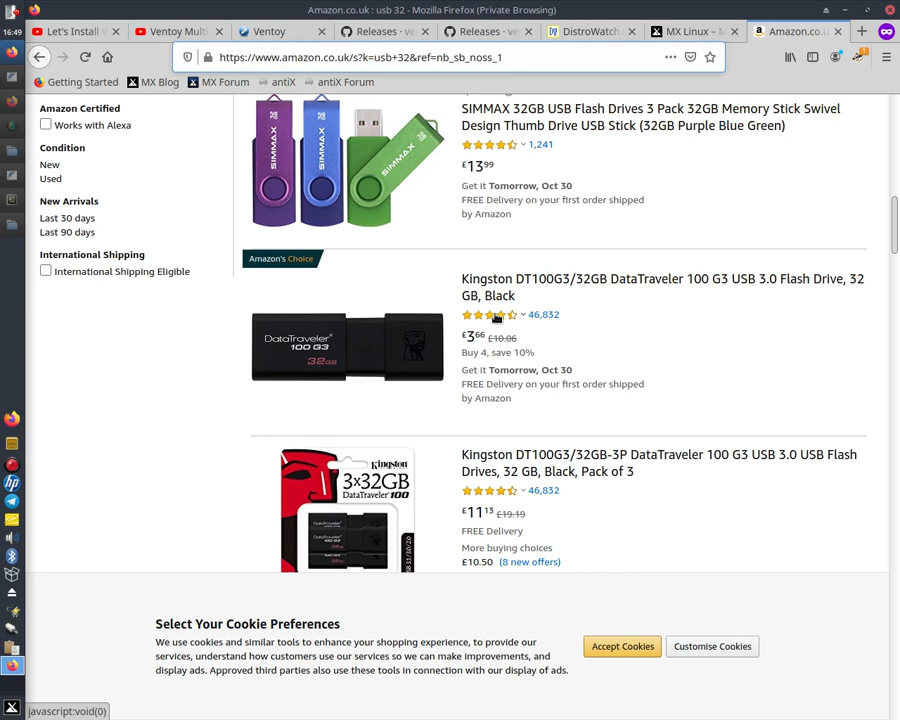 16:49
Amazon.co.uk : usb 32 - Mozilla Firefox (Private Browsing)
Let's Install V
Ventoy Multi
Ventoy
Releases · ve
Releases · ve
DistroWatch
MX Linux –
Amazon.co.u
https://www.amazon.co.uk/s?k=usb+32&ref=nb_sb_noss_1
Getting Started
MX Blog
MX Forum
antiX
antiX Forum
Amazon Certified
Works with Alexa
Condition
New
Used
New Arrivals
Last 30 days
Last 90 days
International Shipping
International Shipping Eligible
SIMMAX
SIMMAX
SIMMAX
SIMMAX 32GB USB Flash Drives 3 Pack 32GB Memory Stick Swivel
Design Thumb Drive USB Stick (32GB Purple Blue Green)
1,241
£1399
Get it Tomorrow, Oct 30
FREE Delivery on your first order shipped
by Amazon
Amazon's Choice
DataTraveler
100 G3
32GB
Kingston DT100G3/32GB DataTraveler 100 G3 USB 3.0 Flash Drive, 32
GB, Black
46,832
£366 £10.06
Buy 4, save 10%
Get it Tomorrow, Oct 30
FREE Delivery on your first order shipped
by Amazon
Kingston
3x32GB
DataTraveler 100
Kingston DT100G3/32GB-3P DataTraveler 100 G3 USB 3.0 USB Flash
Drives, 32 GB, Black, Pack of 3
46,832
£1113 £19.19
FREE Delivery
More buying choices
£10.50 (8 new offers)
Select Your Cookie Preferences
We use cookies and similar tools to enhance your shopping experience, to provide our
services, understand how customers use our services so we can make improvements, and
display ads. Approved third parties also use these tools in connection with our display of ads.
Accept Cookies
Customise Cookies
javascript:void(0)